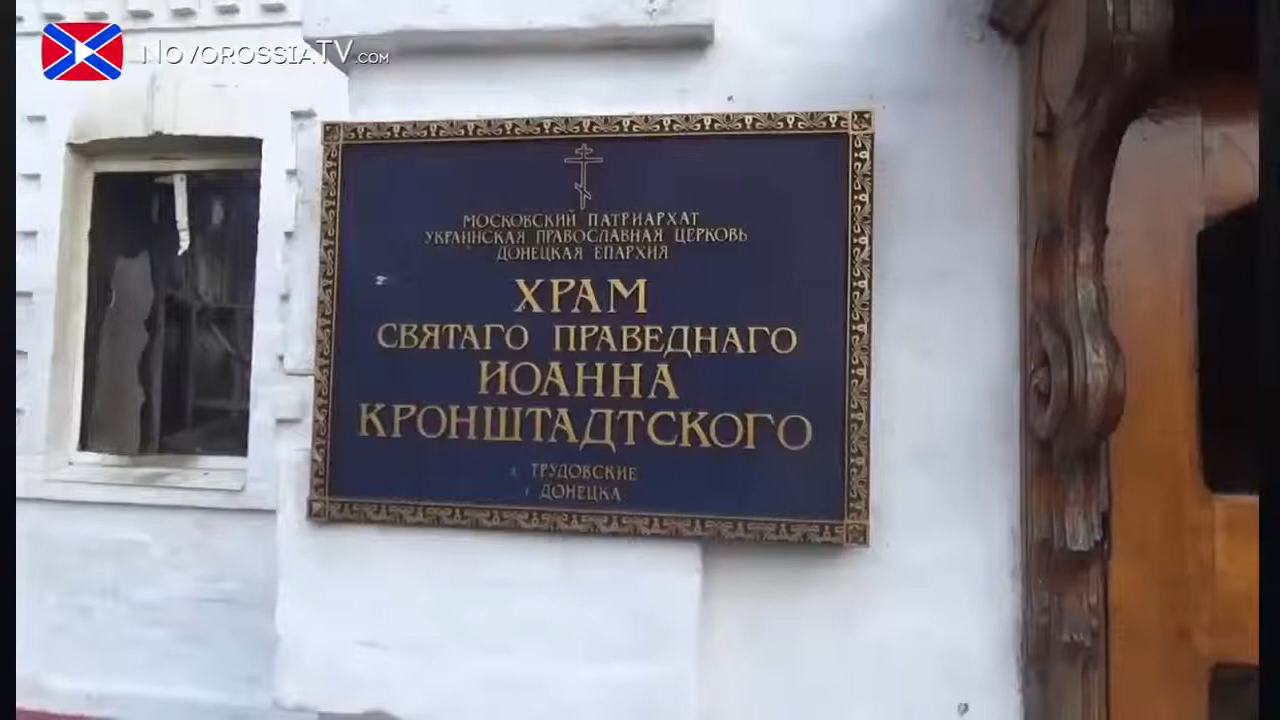 NovorossiaTV.com
МОСКОВСКИЙ ПАТРИАРХАТ
УКРАИНСКАЯ ПРАВОСЛАВНАЯ ЦЕРКОВЬ
ДОНЕЦКАЯ ЕПАРХИЯ
ХРАМ
СВЯТАГО ПРАВЕДНАГО
ИОАННА
КРОНШТАДТСКОГО
ТРУДОВСКИЕ
ДОНЕЦКА